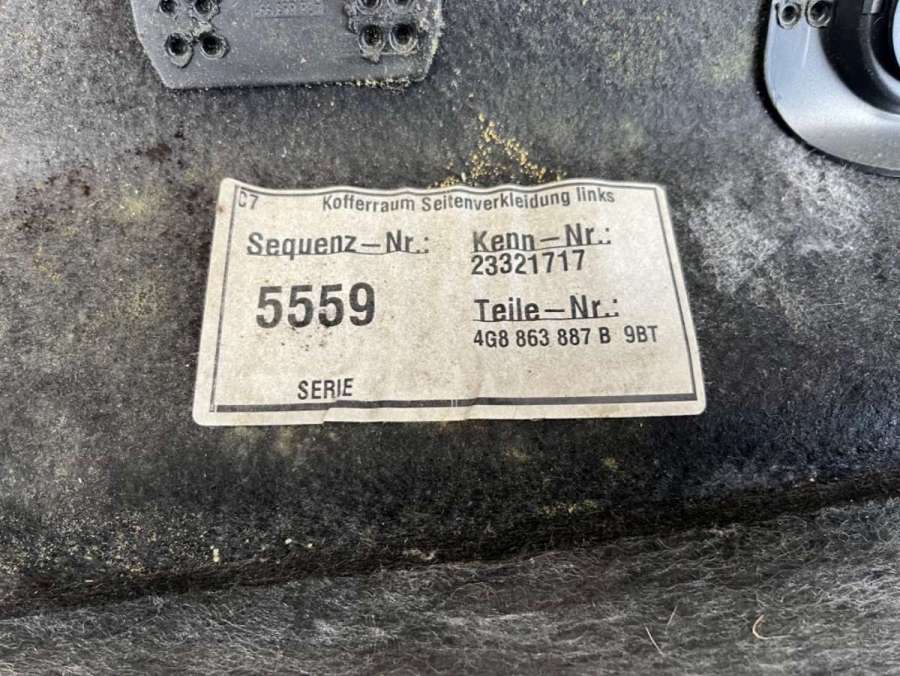 C7 Kofferraum Seitenverkleidung links
Sequenz-Nr.:
5559
Kenn-Nr.:
23321717
Teile-Nr.:
4G8 863 887 B 9BT
SERIE